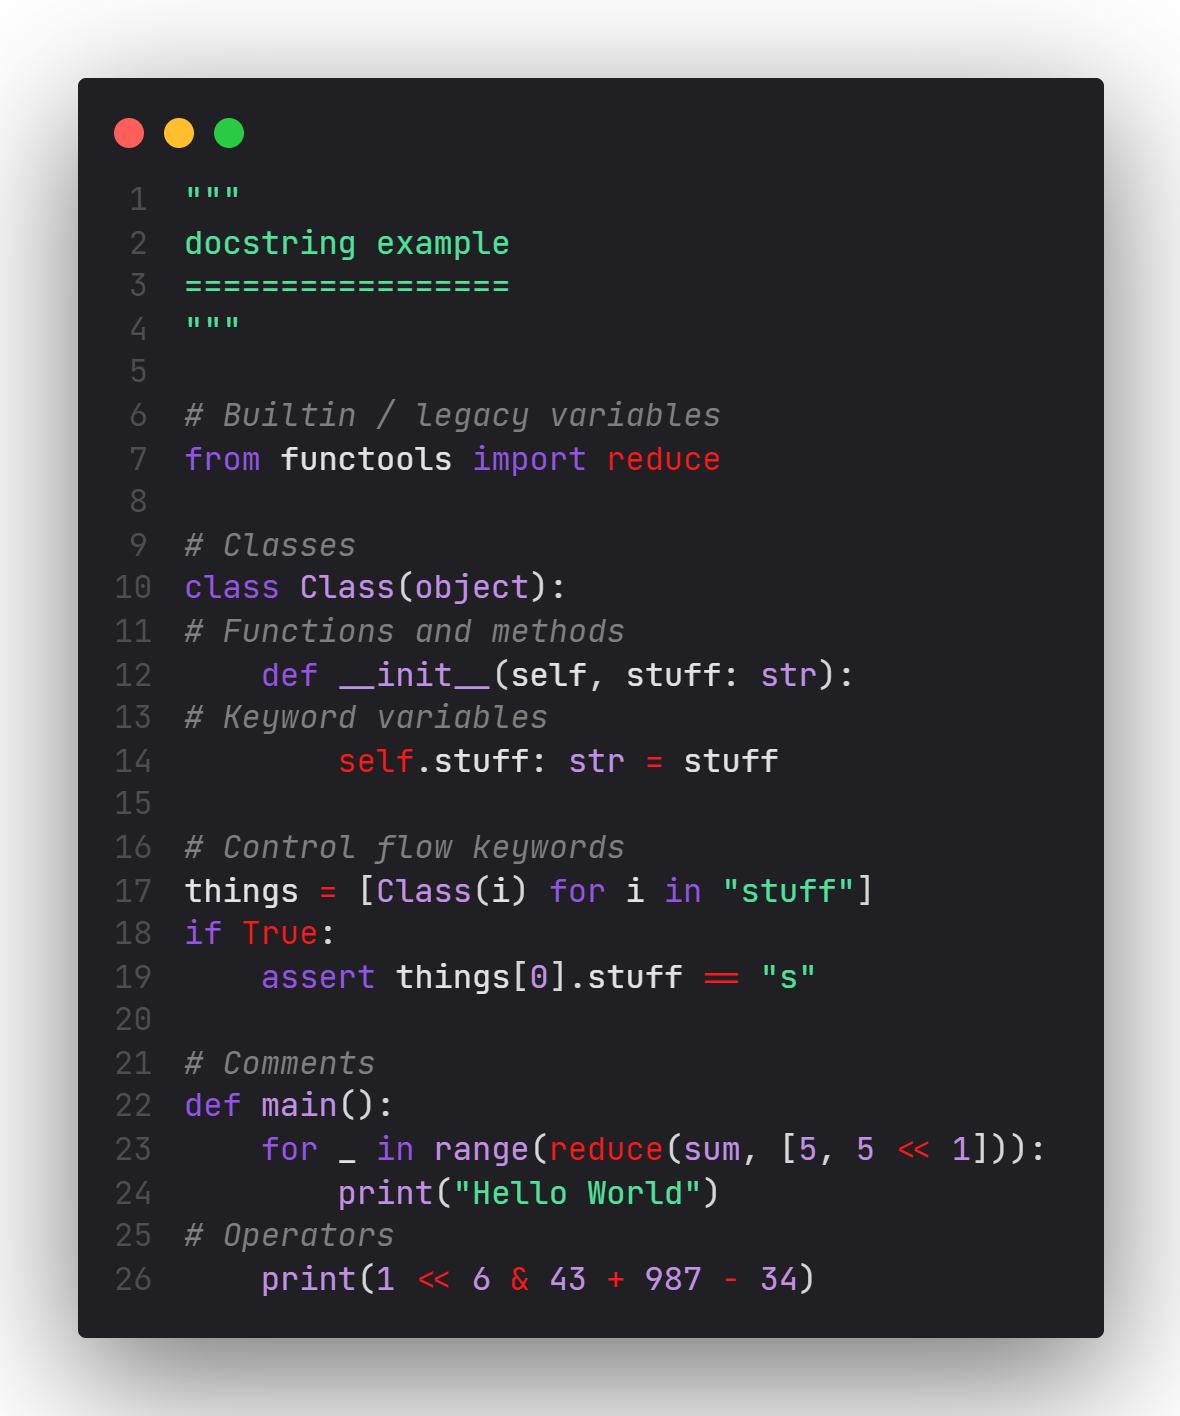 1 """
2 docstring example
3 =================
4 """
5
6 # Builtin / legacy variables
7 from functools import reduce
8
9 # Classes
10 class Class(object):
11 # Functions and methods
12     def __init__(self, stuff: str):
13 # Keyword variables
14         self.stuff: str = stuff
15
16 # Control flow keywords
17 things = [Class(i) for i in "stuff"]
18 if True:
19     assert things[0].stuff == "s"
20
21 # Comments
22 def main():
23     for _ in range(reduce(sum, [5, 5 << 1])):
24         print("Hello World")
25 # Operators
26     print(1 << 6 & 43 + 987 - 34)